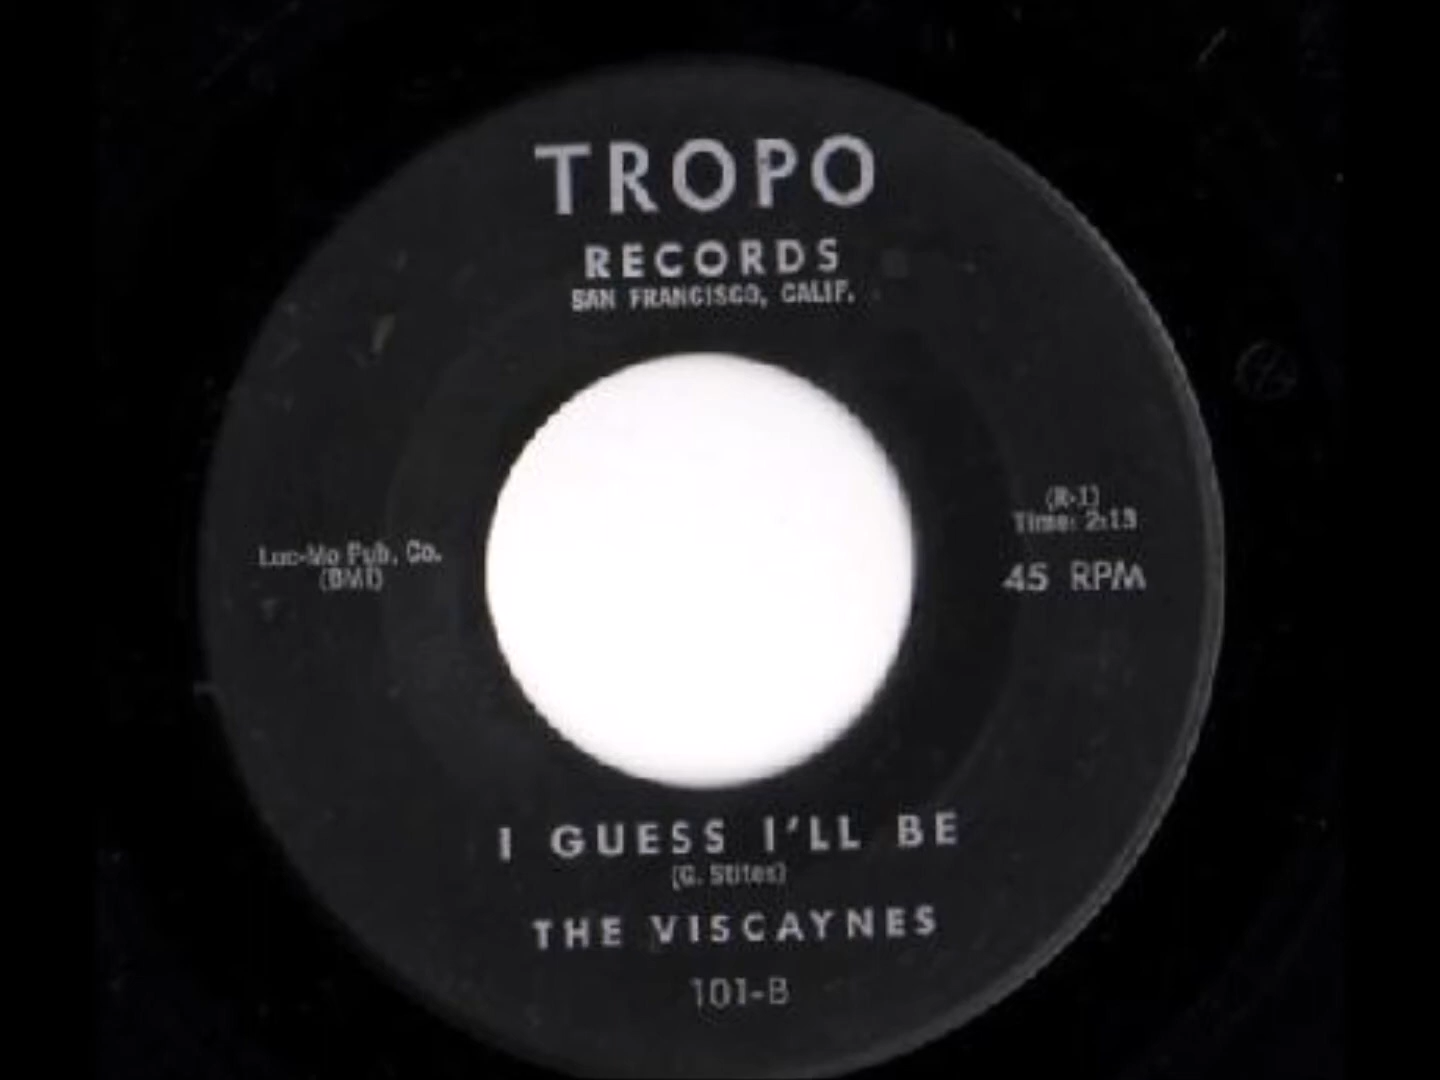 TROPO
RECORDS
SAN FRANCISCO, CALIF.
Luc-Mo Pub. Co.
(BMI)
(R-1)
Time: 2:13
45 RPM
I GUESS I'LL BE
(G. Stites)
THE VISCAYNES
101-B